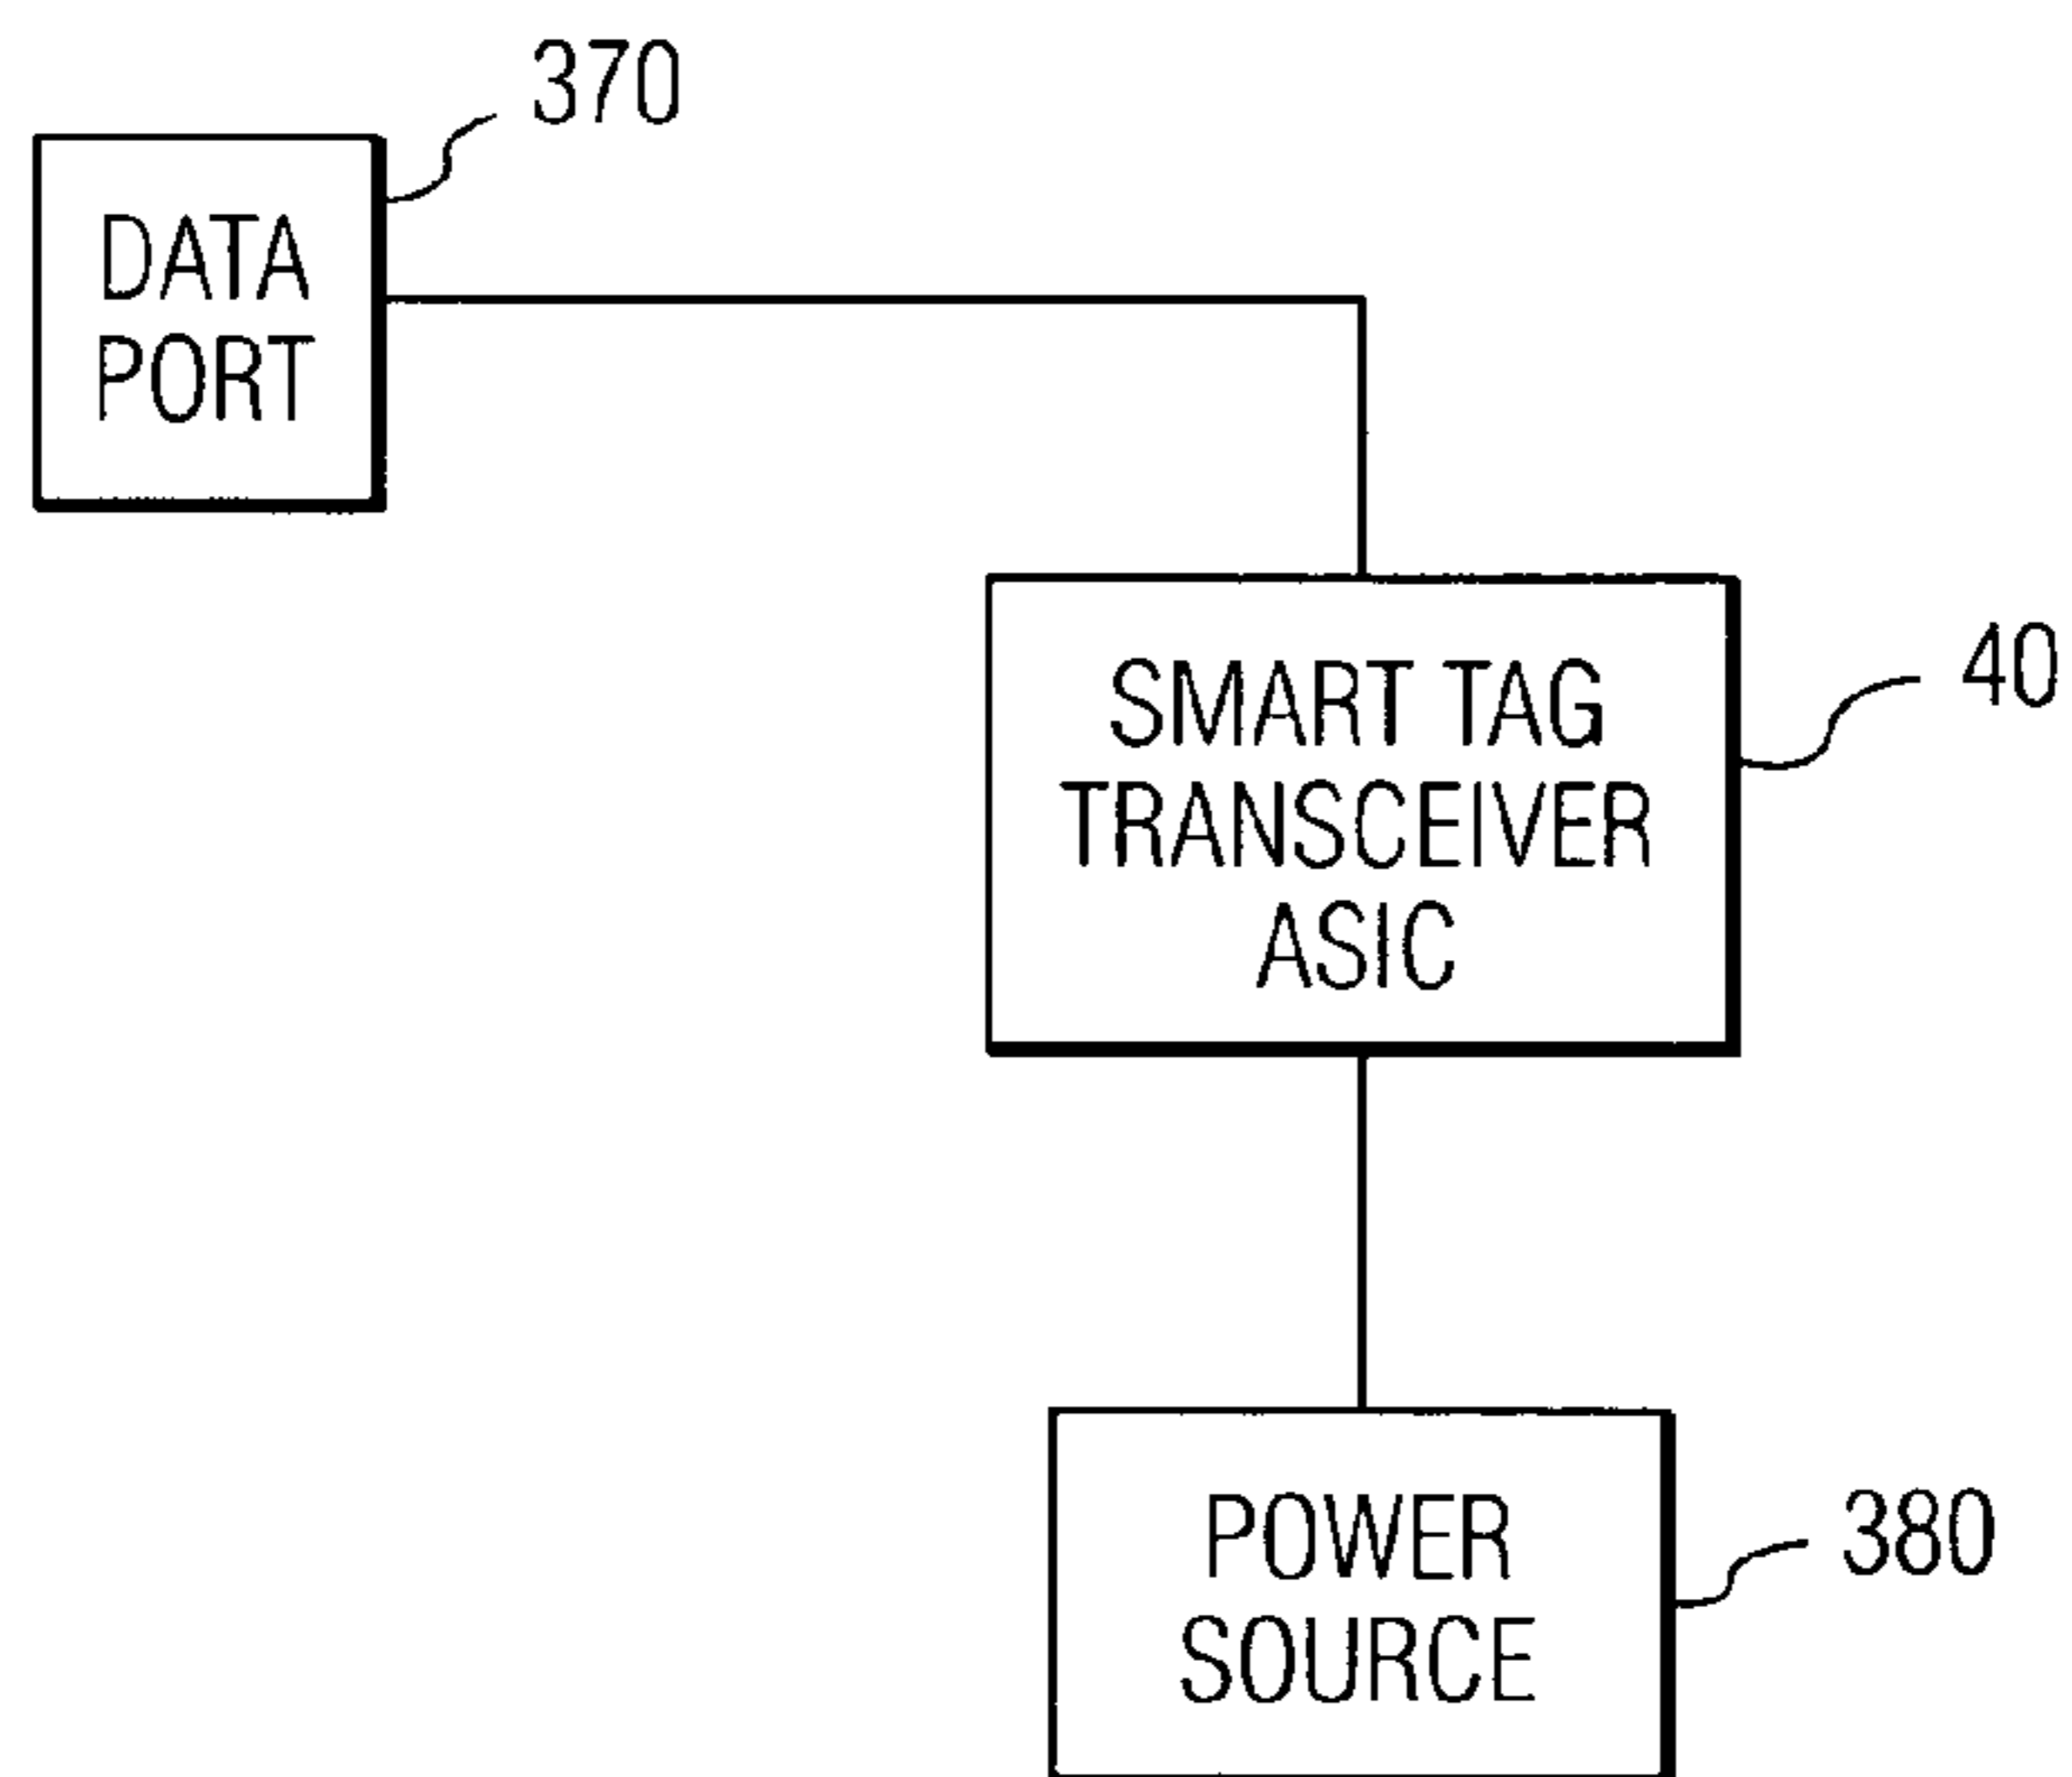 370
DATA
PORT
SMART TAG
TRANSCEIVER
ASIC
40
POWER
SOURCE
380